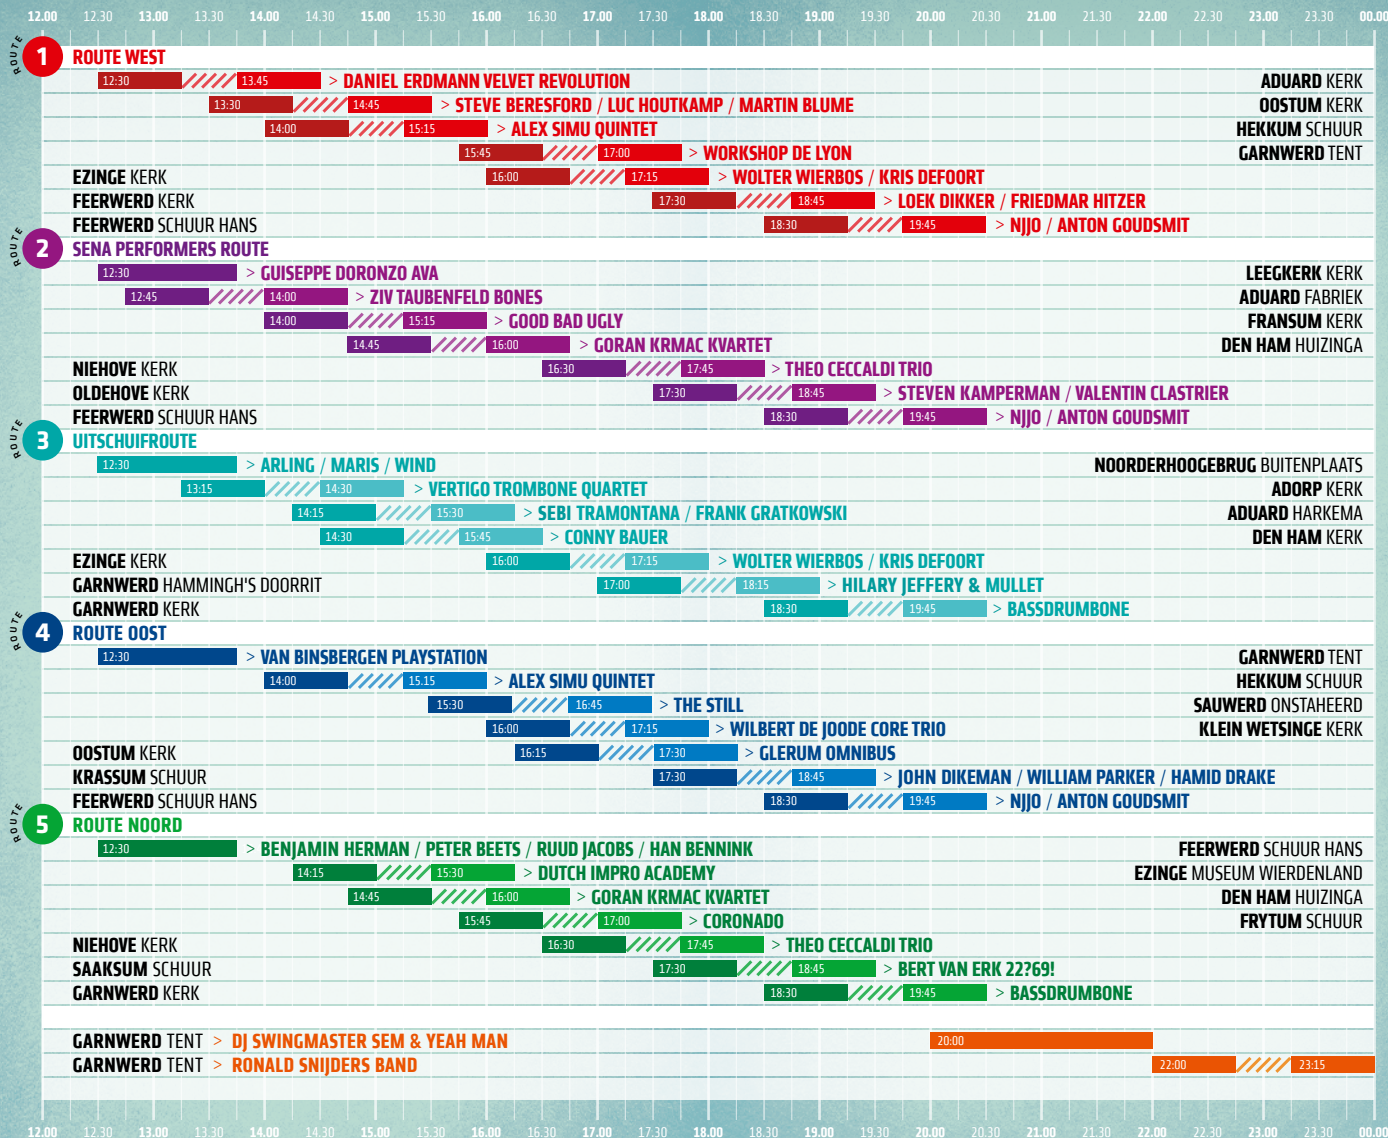 12.00 12.30 13.00 13.30 14.00 14.30 15.00 15.30 16.00 16.30 17.00 17.30 18.00 18.30 19.00 19.30 20.00 20.30 21.00 21.30 22.00 22.30 23.00 23.30 00.00
ROUTE 1 ROUTE WEST
12:30 13.45 > DANIEL ERDMANN VELVET REVOLUTION ADUARD KERK
13:30 14:45 > STEVE BERESFORD / LUC HOUTKAMP / MARTIN BLUME OOSTUM KERK
14:00 15:15 > ALEX SIMU QUINTET HEKKUM SCHUUR
15:45 17:00 > WORKSHOP DE LYON GARNWERD TENT
EZINGE KERK 16:00 17:15 > WOLTER WIERBOS / KRIS DEFOORT
FEERWERD KERK 17:30 18:45 > LOEK DIKKER / FRIEDMAR HITZER
FEERWERD SCHUUR HANS 18:30 19:45 > NJJO / ANTON GOUDSMIT
ROUTE 2 SENA PERFORMERS ROUTE
12:30 > GUISEPPE DORONZO AVA LEEGKERK KERK
12:45 14:00 > ZIV TAUBENFELD BONES ADUARD FABRIEK
14:00 15:15 > GOOD BAD UGLY FRANSUM KERK
14.45 16:00 > GORAN KRMAC KVARTET DEN HAM HUIZINGA
NIEHOVE KERK 16:30 17:45 > THEO CECCALDI TRIO
OLDEHOVE KERK 17:30 18:45 > STEVEN KAMPERMAN / VALENTIN CLASTRIER
FEERWERD SCHUUR HANS 18:30 19:45 > NJJO / ANTON GOUDSMIT
ROUTE 3 UITSCHUIFROUTE
12:30 > ARLING / MARIS / WIND NOORDERHOOGEBRUG BUITENPLAATS
13:15 14:30 > VERTIGO TROMBONE QUARTET ADORP KERK
14:15 15:30 > SEBI TRAMONTANA / FRANK GRATKOWSKI ADUARD HARKEMA
14:30 15:45 > CONNY BAUER DEN HAM KERK
EZINGE KERK 16:00 17:15 > WOLTER WIERBOS / KRIS DEFOORT
GARNWERD HAMMINGH'S DOORRIT 17:00 18:15 > HILARY JEFFERY & MULLET
GARNWERD KERK 18:30 19:45 > BASSDRUMBONE
ROUTE 4 ROUTE OOST
12:30 > VAN BINSBERGEN PLAYSTATION GARNWERD TENT
14:00 15.15 > ALEX SIMU QUINTET HEKKUM SCHUUR
15:30 16:45 > THE STILL SAUWERD ONSTAHEERD
16:00 17:15 > WILBERT DE JOODE CORE TRIO KLEIN WETSINGE KERK
OOSTUM KERK 16:15 17:30 > GLERUM OMNIBUS
KRASSUM SCHUUR 17:30 18:45 > JOHN DIKEMAN / WILLIAM PARKER / HAMID DRAKE
FEERWERD SCHUUR HANS 18:30 19:45 > NJJO / ANTON GOUDSMIT
ROUTE 5 ROUTE NOORD
12:30 > BENJAMIN HERMAN / PETER BEETS / RUUD JACOBS / HAN BENNINK FEERWERD SCHUUR HANS
14:15 15:30 > DUTCH IMPRO ACADEMY EZINGE MUSEUM WIERDENLAND
14:45 16:00 > GORAN KRMAC KVARTET DEN HAM HUIZINGA
15:45 17:00 > CORONADO FRYTUM SCHUUR
NIEHOVE KERK 16:30 17:45 > THEO CECCALDI TRIO
SAAKSUM SCHUUR 17:30 18:45 > BERT VAN ERK 22?69!
GARNWERD KERK 18:30 19:45 > BASSDRUMBONE
GARNWERD TENT > DJ SWINGMASTER SEM & YEAH MAN 20:00
GARNWERD TENT > RONALD SNIJDERS BAND 22:00 23:15
12.00 12.30 13.00 13.30 14.00 14.30 15.00 15.30 16.00 16.30 17.00 17.30 18.00 18.30 19.00 19.30 20.00 20.30 21.00 21.30 22.00 22.30 23.00 23.30 00.00